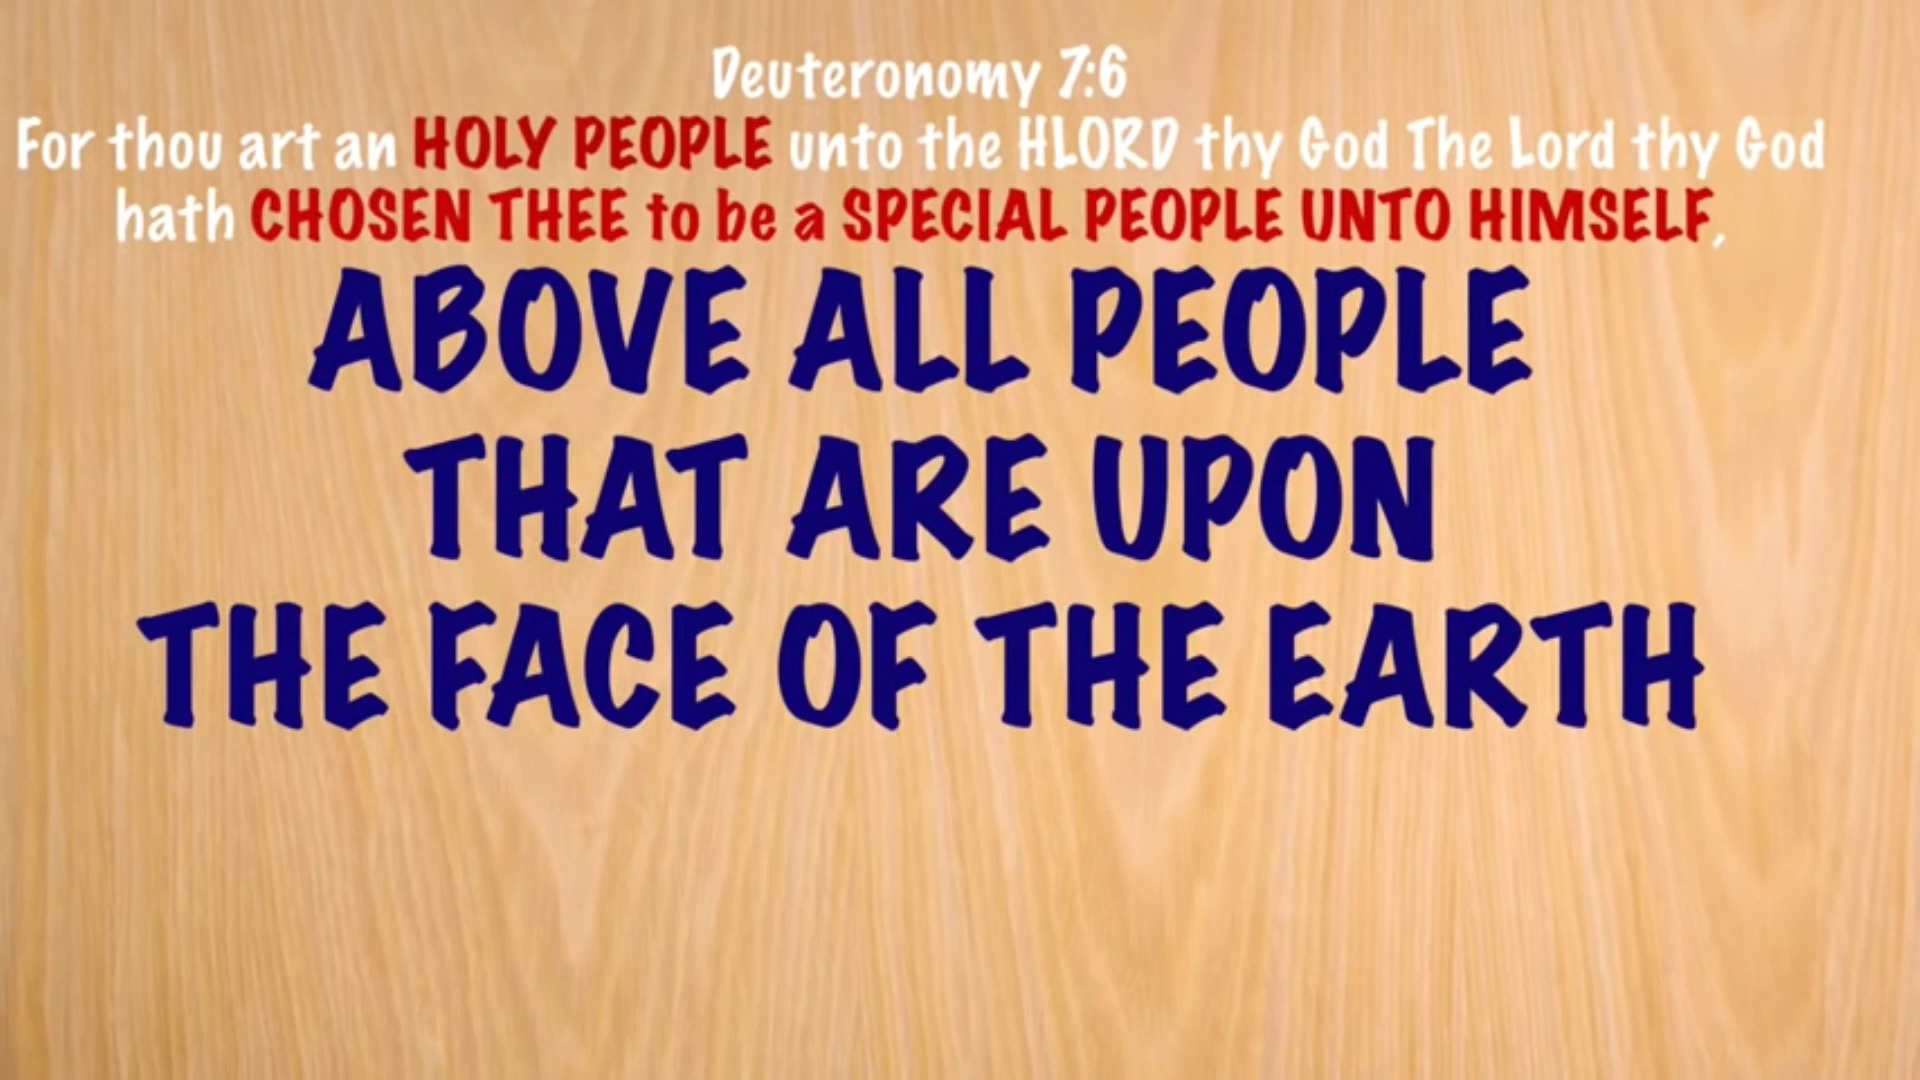 Deuteronomy 7:6
For thou art an HOLY PEOPLE unto the HLORD thy God The Lord thy God
hath CHOSEN THEE to be a SPECIAL PEOPLE UNTO HIMSELF,
ABOVE ALL PEOPLE
THAT ARE UPON
THE FACE OF THE EARTH